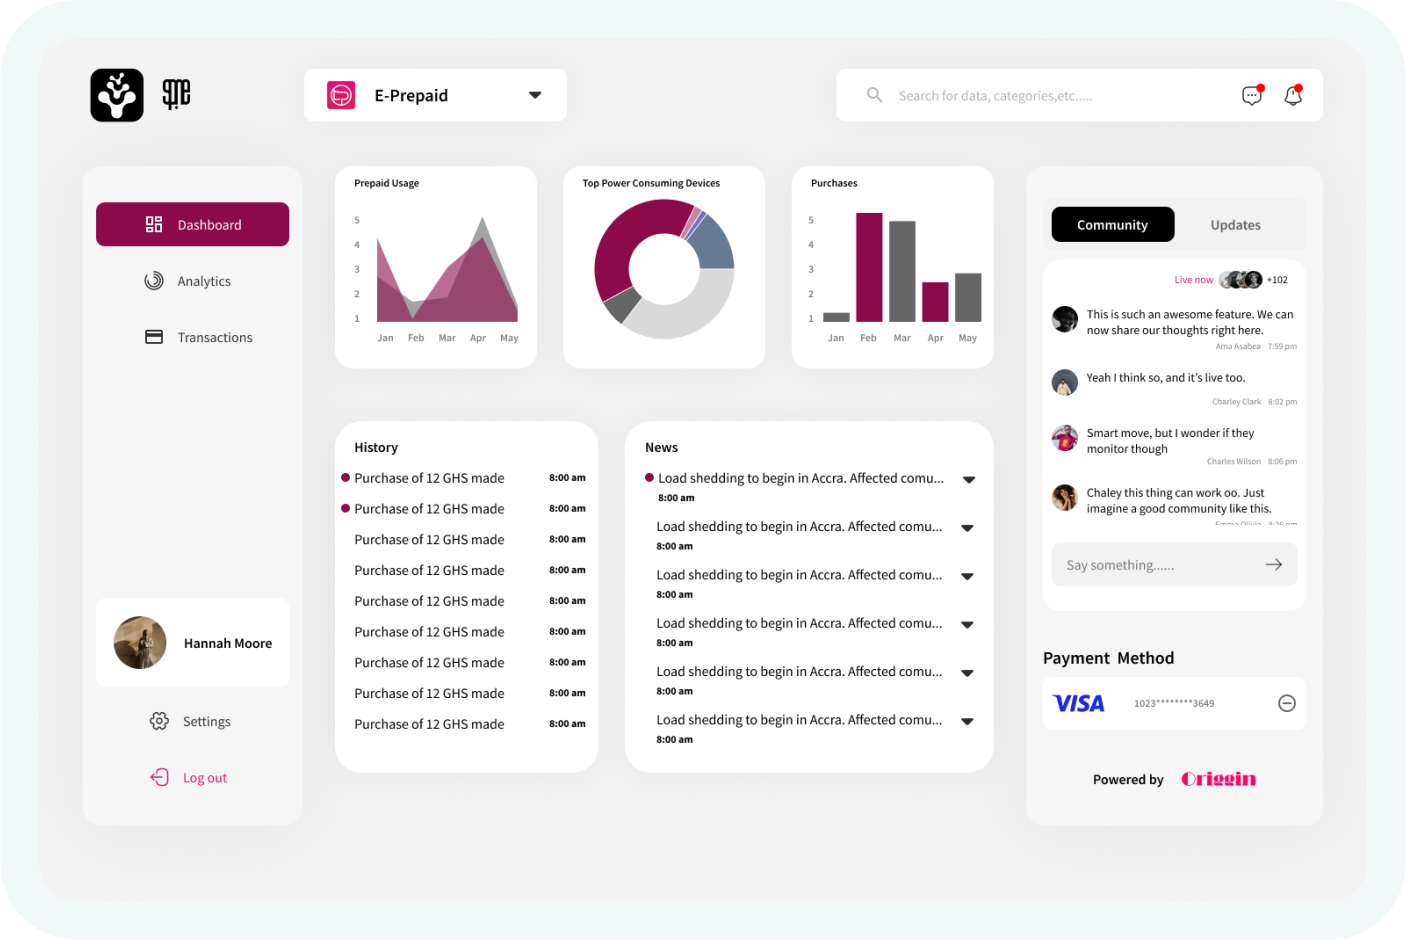 E-Prepaid
Search for data, categories,etc.....
Dashboard
Analytics
Transactions
Hannah Moore
Settings
Log out
Prepaid Usage
5
4
3
2
1
Jan Feb Mar Apr May
Top Power Consuming Devices
Purchases
5
4
3
2
1
Jan Feb Mar Apr May
History
Purchase of 12 GHS made 8:00 am
Purchase of 12 GHS made 8:00 am
Purchase of 12 GHS made 8:00 am
Purchase of 12 GHS made 8:00 am
Purchase of 12 GHS made 8:00 am
Purchase of 12 GHS made 8:00 am
Purchase of 12 GHS made 8:00 am
Purchase of 12 GHS made 8:00 am
Purchase of 12 GHS made 8:00 am
News
Load shedding to begin in Accra. Affected comu...
8:00 am
Load shedding to begin in Accra. Affected comu...
8:00 am
Load shedding to begin in Accra. Affected comu...
8:00 am
Load shedding to begin in Accra. Affected comu...
8:00 am
Load shedding to begin in Accra. Affected comu...
8:00 am
Load shedding to begin in Accra. Affected comu...
8:00 am
Community Updates
Live now +102
This is such an awesome feature. We can
now share our thoughts right here.
Ama Asabea 7:59 pm
Yeah I think so, and it's live too.
Charley Clark 8:02 pm
Smart move, but I wonder if they
monitor though
Charles Wilson 8:06 pm
Chaley this thing can work oo. Just
imagine a good community like this.
Emma Olivia 8:26 pm
Say something......
Payment Method
VISA 1023********3649
Powered by Origgin